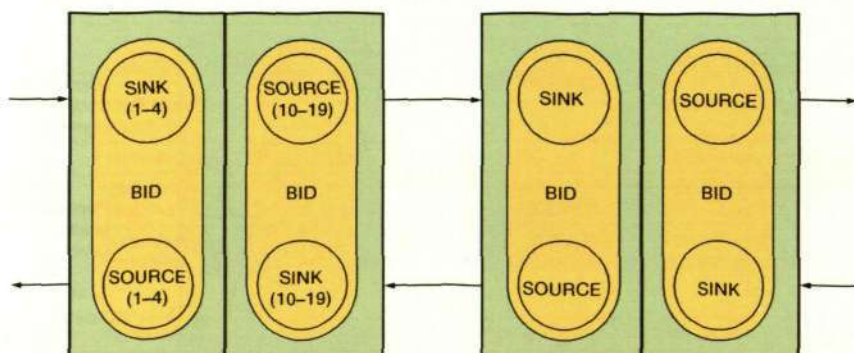 SINK
(1–4)
SOURCE
(10–19)
SINK
SOURCE
BID
BID
BID
BID
SOURCE
(1–4)
SINK
(10–19)
SOURCE
SINK